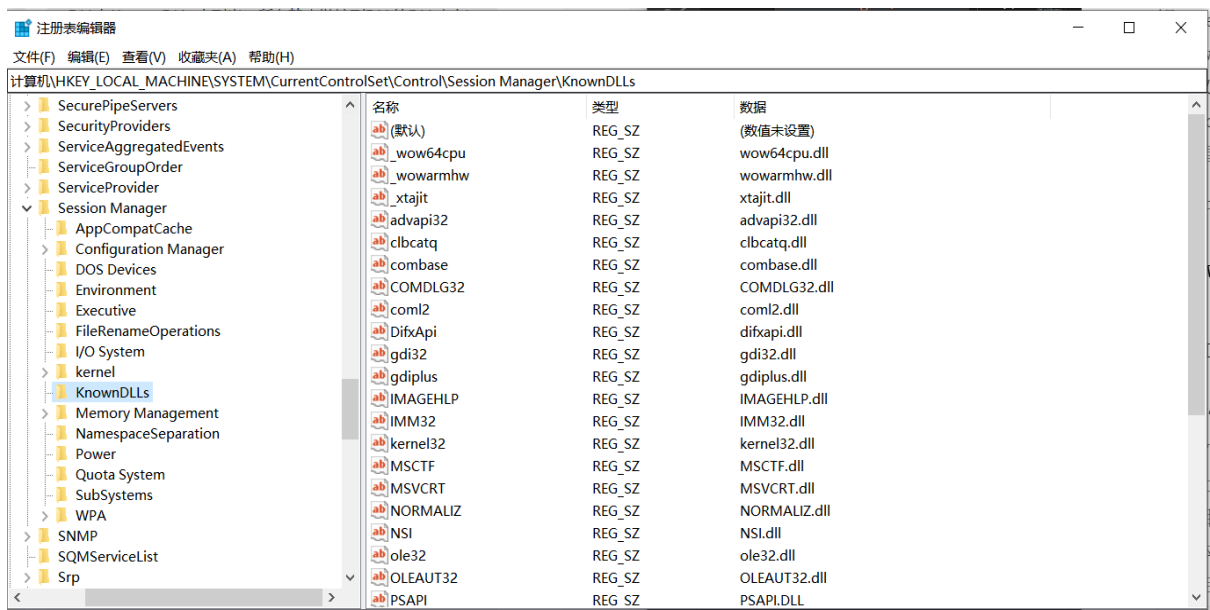 注册表编辑器
文件(F) 编辑(E) 查看(V) 收藏夹(A) 帮助(H)
计算机\HKEY_LOCAL_MACHINE\SYSTEM\CurrentControlSet\Control\Session Manager\KnownDLLs
SecurePipeServers
SecurityProviders
ServiceAggregatedEvents
ServiceGroupOrder
ServiceProvider
Session Manager
AppCompatCache
Configuration Manager
DOS Devices
Environment
Executive
FileRenameOperations
I/O System
kernel
KnownDLLs
Memory Management
NamespaceSeparation
Power
Quota System
SubSystems
WPA
SNMP
SQMServiceList
Srp
名称 类型 数据
(默认) REG_SZ (数值未设置)
_wow64cpu REG_SZ wow64cpu.dll
_wowarmhw REG_SZ wowarmhw.dll
_xtajit REG_SZ xtajit.dll
advapi32 REG_SZ advapi32.dll
clbcatq REG_SZ clbcatq.dll
combase REG_SZ combase.dll
COMDLG32 REG_SZ COMDLG32.dll
coml2 REG_SZ coml2.dll
DifxApi REG_SZ difxapi.dll
gdi32 REG_SZ gdi32.dll
gdiplus REG_SZ gdiplus.dll
IMAGEHLP REG_SZ IMAGEHLP.dll
IMM32 REG_SZ IMM32.dll
kernel32 REG_SZ kernel32.dll
MSCTF REG_SZ MSCTF.dll
MSVCRT REG_SZ MSVCRT.dll
NORMALIZ REG_SZ NORMALIZ.dll
NSI REG_SZ NSI.dll
ole32 REG_SZ ole32.dll
OLEAUT32 REG_SZ OLEAUT32.dll
PSAPI REG_SZ PSAPI.DLL